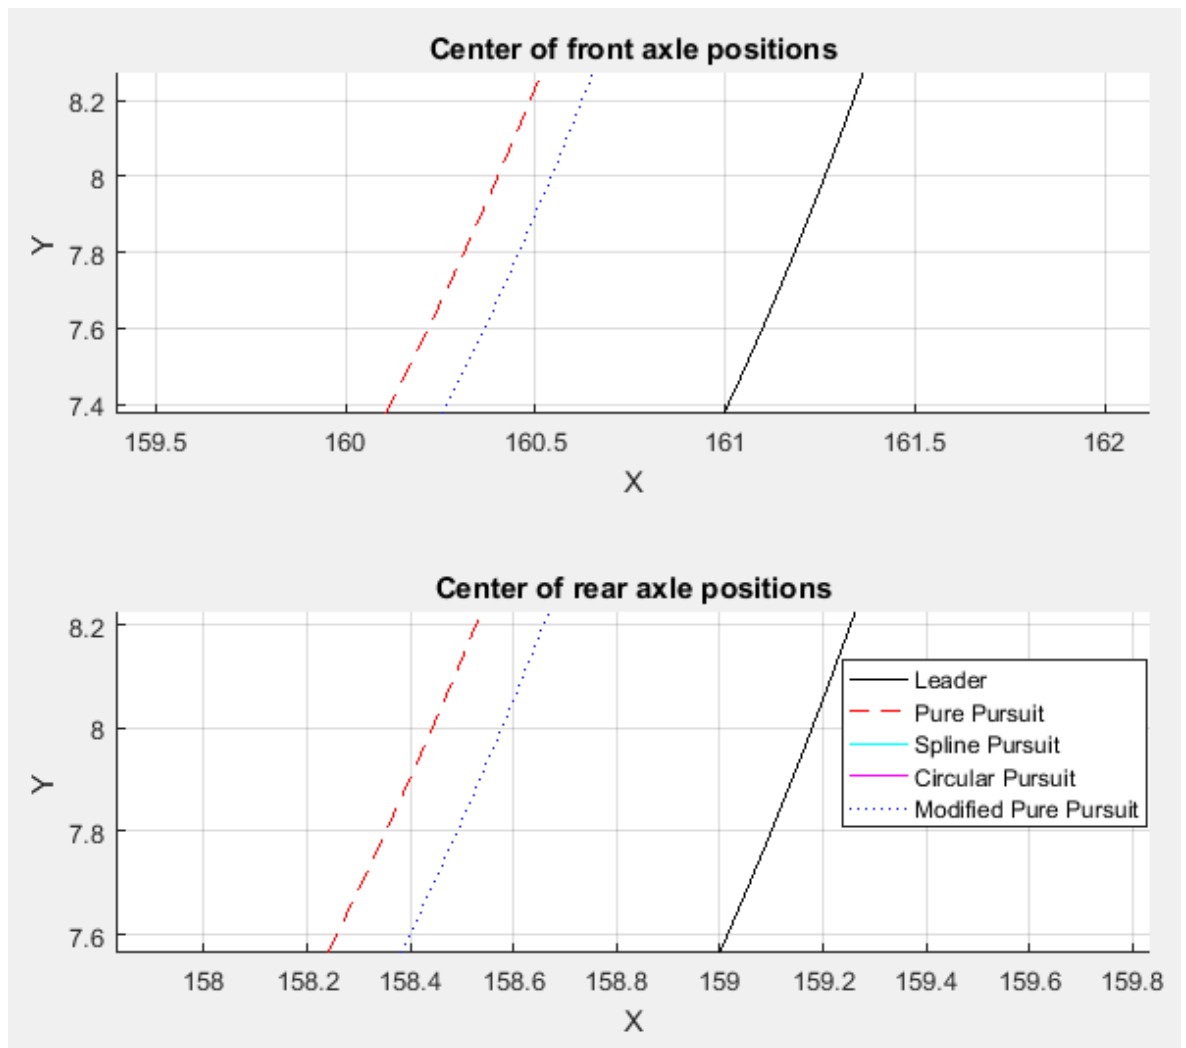 Center of front axle positions
8.2
8
7.8
7.6
7.4
Y
159.5 160 160.5 161 161.5 162
X
Center of rear axle positions
8.2
8
7.8
7.6
Y
Leader
Pure Pursuit
Spline Pursuit
Circular Pursuit
Modified Pure Pursuit
158 158.2 158.4 158.6 158.8 159 159.2 159.4 159.6 159.8
X